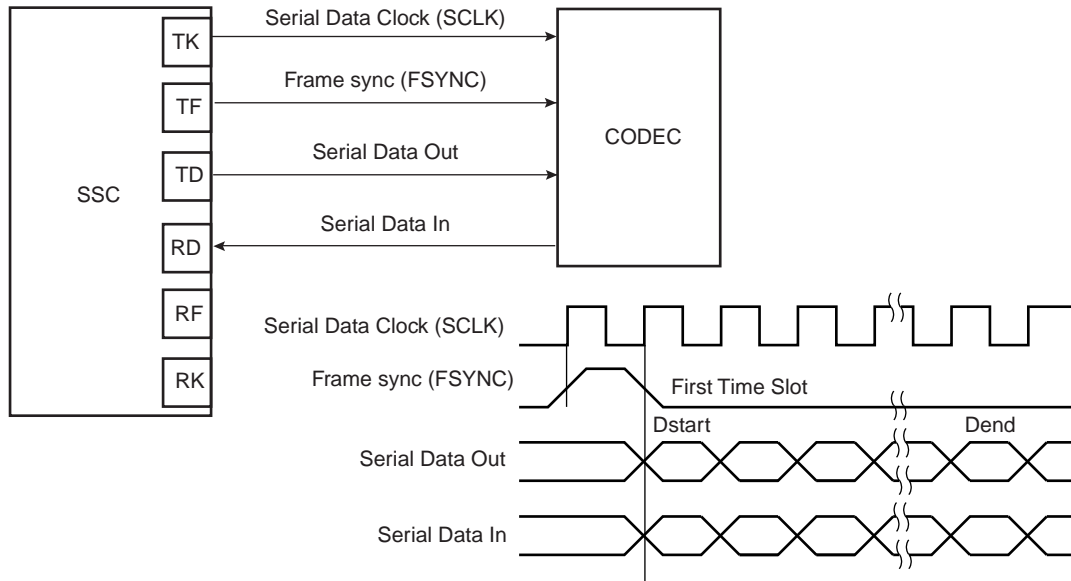 SSC
TK
TF
TD
RD
RF
RK
Serial Data Clock (SCLK)
Frame sync (FSYNC)
Serial Data Out
Serial Data In
CODEC
Serial Data Clock (SCLK)
Frame sync (FSYNC)
First Time Slot
Dstart
Dend
Serial Data Out
Serial Data In